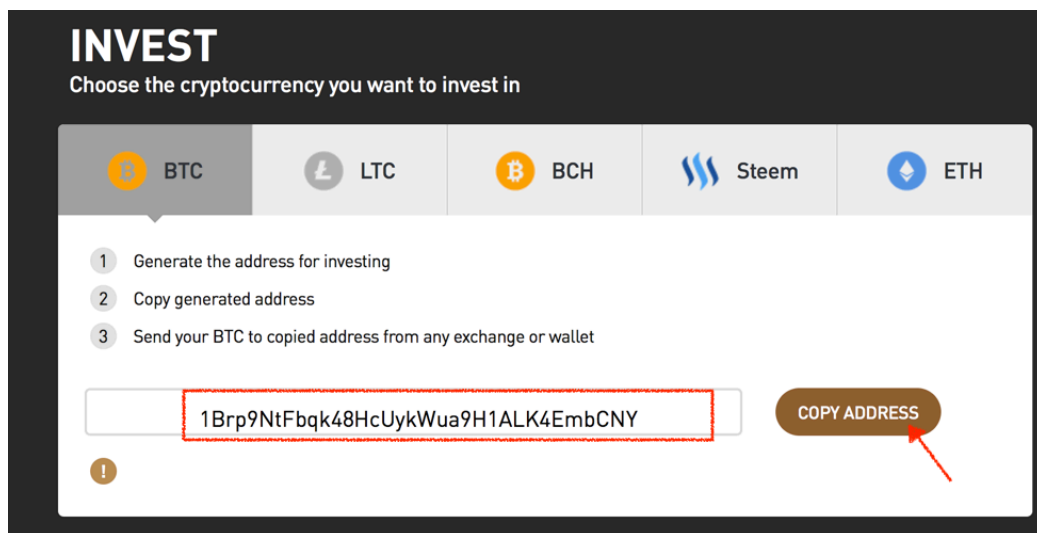 INVEST
Choose the cryptocurrency you want to invest in
BTC LTC BCH Steem ETH
1 Generate the address for investing
2 Copy generated address
3 Send your BTC to copied address from any exchange or wallet
1Brp9NtFbqk48HcUykWua9H1ALK4EmbCNY COPY ADDRESS
!